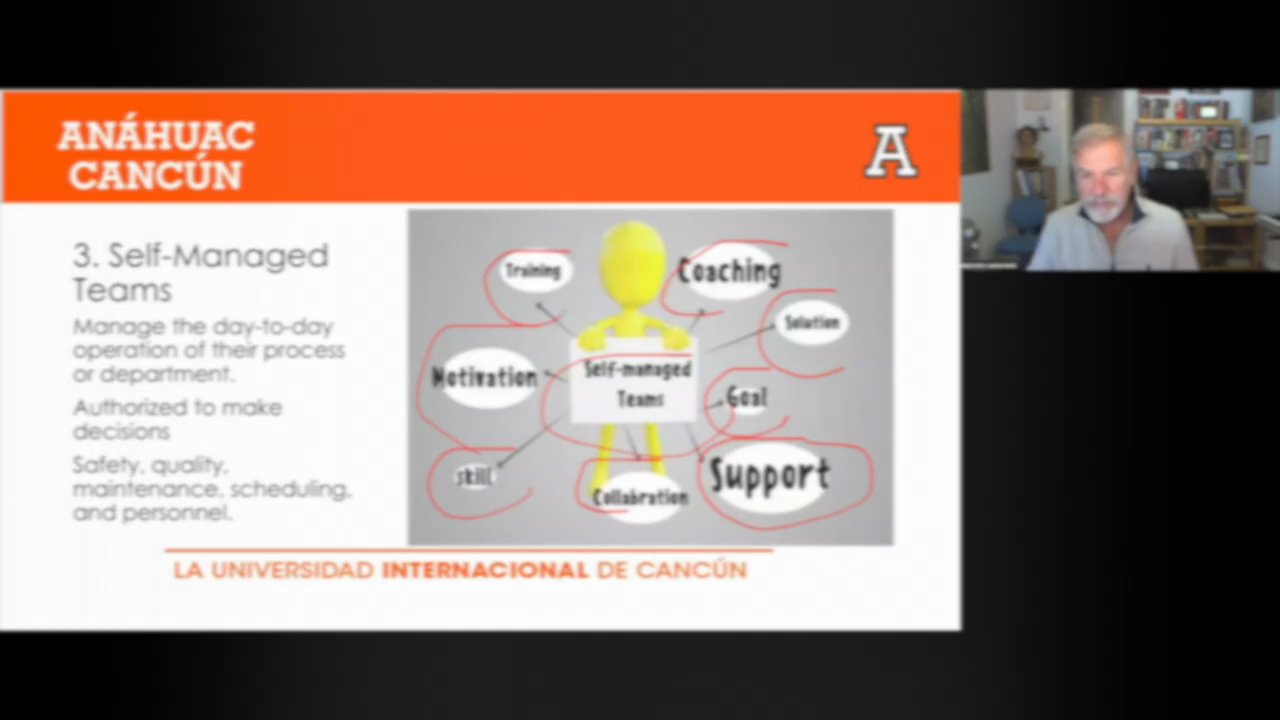 ANÁHUAC
CANCÚN
A
3. Self-Managed
Teams
Manage the day-to-day
operation of their process
or department.
Authorized to make
decisions
Safety, quality,
maintenance, scheduling,
and personnel.
Training
Coaching
Solution
Motivation
Self-managed
Teams
Goal
skill
Collabration
Support
LA UNIVERSIDAD INTERNACIONAL DE CANCÚN